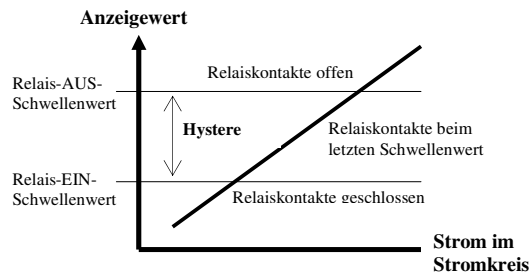 Anzeigewert
Relaiskontakte offen
Relais-AUS-
Schwellenwert
Hystere
Relaiskontakte beim
letzten Schwellenwert
Relais-EIN-
Schwellenwert
Relaiskontakte geschlossen
Strom im
Stromkreis